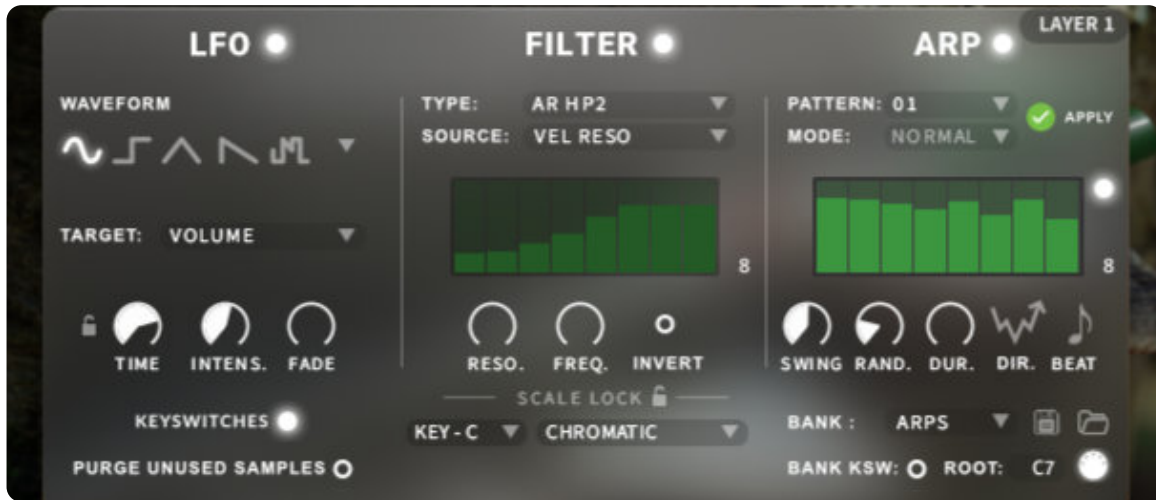 LAYER 1
LFO
FILTER
ARP
WAVEFORM
TARGET: VOLUME
TIME INTENS. FADE
KEYSWITCHES
PURGE UNUSED SAMPLES
TYPE: AR HP2
SOURCE: VEL RESO
8
RESO. FREQ. INVERT
SCALE LOCK
KEY - C CHROMATIC
PATTERN: 01
APPLY
MODE: NORMAL
8
SWING RAND. DUR. DIR. BEAT
BANK : ARPS
BANK KSW: ROOT: C7